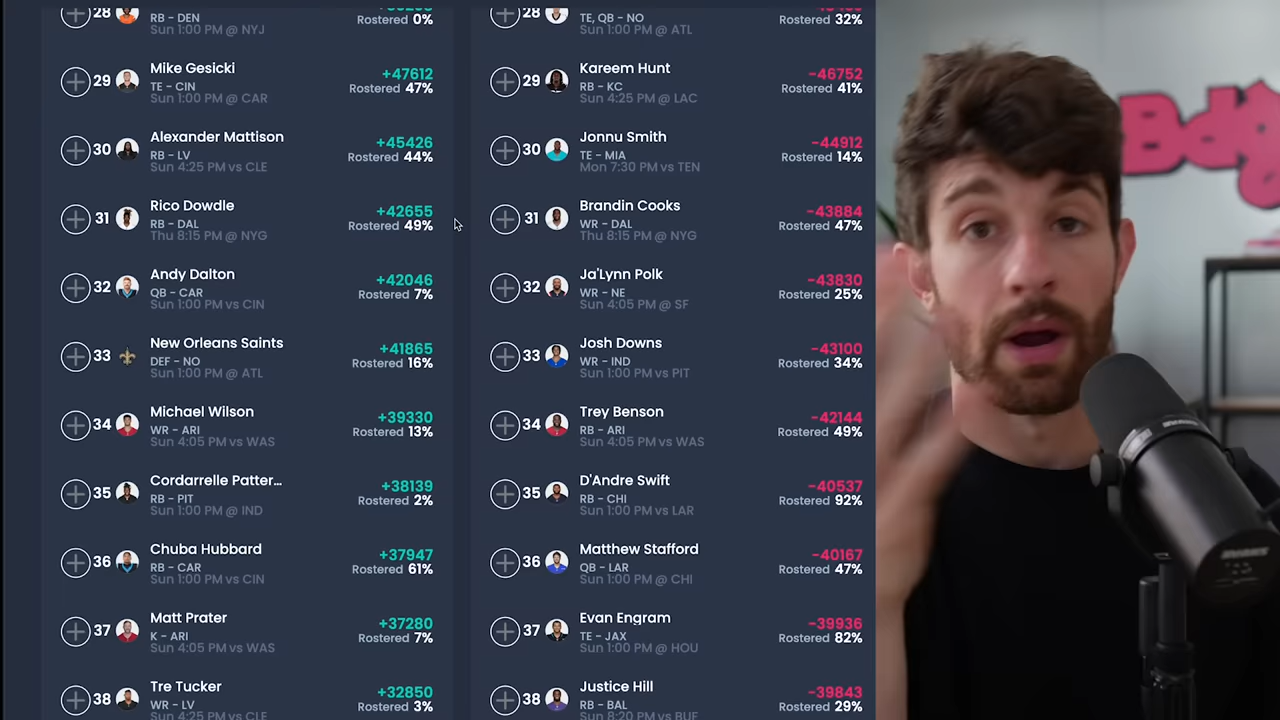 28
RB - DEN
Rostered 0%
Sun 1:00 PM @ NYJ
29
Mike Gesicki
+47612
TE - CIN
Rostered 47%
Sun 1:00 PM @ CAR
30
Alexander Mattison
+45426
RB - LV
Rostered 44%
Sun 4:25 PM vs CLE
31
Rico Dowdle
+42655
RB - DAL
Rostered 49%
Thu 8:15 PM @ NYG
32
Andy Dalton
+42046
QB - CAR
Rostered 7%
Sun 1:00 PM vs CIN
33
New Orleans Saints
+41865
DEF - NO
Rostered 16%
Sun 1:00 PM @ ATL
34
Michael Wilson
+39330
WR - ARI
Rostered 13%
Sun 4:05 PM vs WAS
35
Cordarrelle Patter...
+38139
RB - PIT
Rostered 2%
Sun 1:00 PM @ IND
36
Chuba Hubbard
+37947
RB - CAR
Rostered 61%
Sun 1:00 PM vs CIN
37
Matt Prater
+37280
K - ARI
Rostered 7%
Sun 4:05 PM vs WAS
38
Tre Tucker
+32850
WR - LV
Rostered 3%
Sun 4:25 PM vs CLE
28
TE, QB - NO
Rostered 32%
Sun 1:00 PM @ ATL
29
Kareem Hunt
-46752
RB - KC
Rostered 41%
Sun 4:25 PM @ LAC
30
Jonnu Smith
-44912
TE - MIA
Rostered 14%
Mon 7:30 PM vs TEN
31
Brandin Cooks
-43884
WR - DAL
Rostered 47%
Thu 8:15 PM @ NYG
32
Ja'Lynn Polk
-43830
WR - NE
Rostered 25%
Sun 4:05 PM @ SF
33
Josh Downs
-43100
WR - IND
Rostered 34%
Sun 1:00 PM vs PIT
34
Trey Benson
-42144
RB - ARI
Rostered 49%
Sun 4:05 PM vs WAS
35
D'Andre Swift
-40537
RB - CHI
Rostered 92%
Sun 1:00 PM vs LAR
36
Matthew Stafford
-40167
QB - LAR
Rostered 47%
Sun 1:00 PM @ CHI
37
Evan Engram
-39936
TE - JAX
Rostered 82%
Sun 1:00 PM @ HOU
38
Justice Hill
-39843
RB - BAL
Rostered 29%
Sun 8:20 PM vs BUF